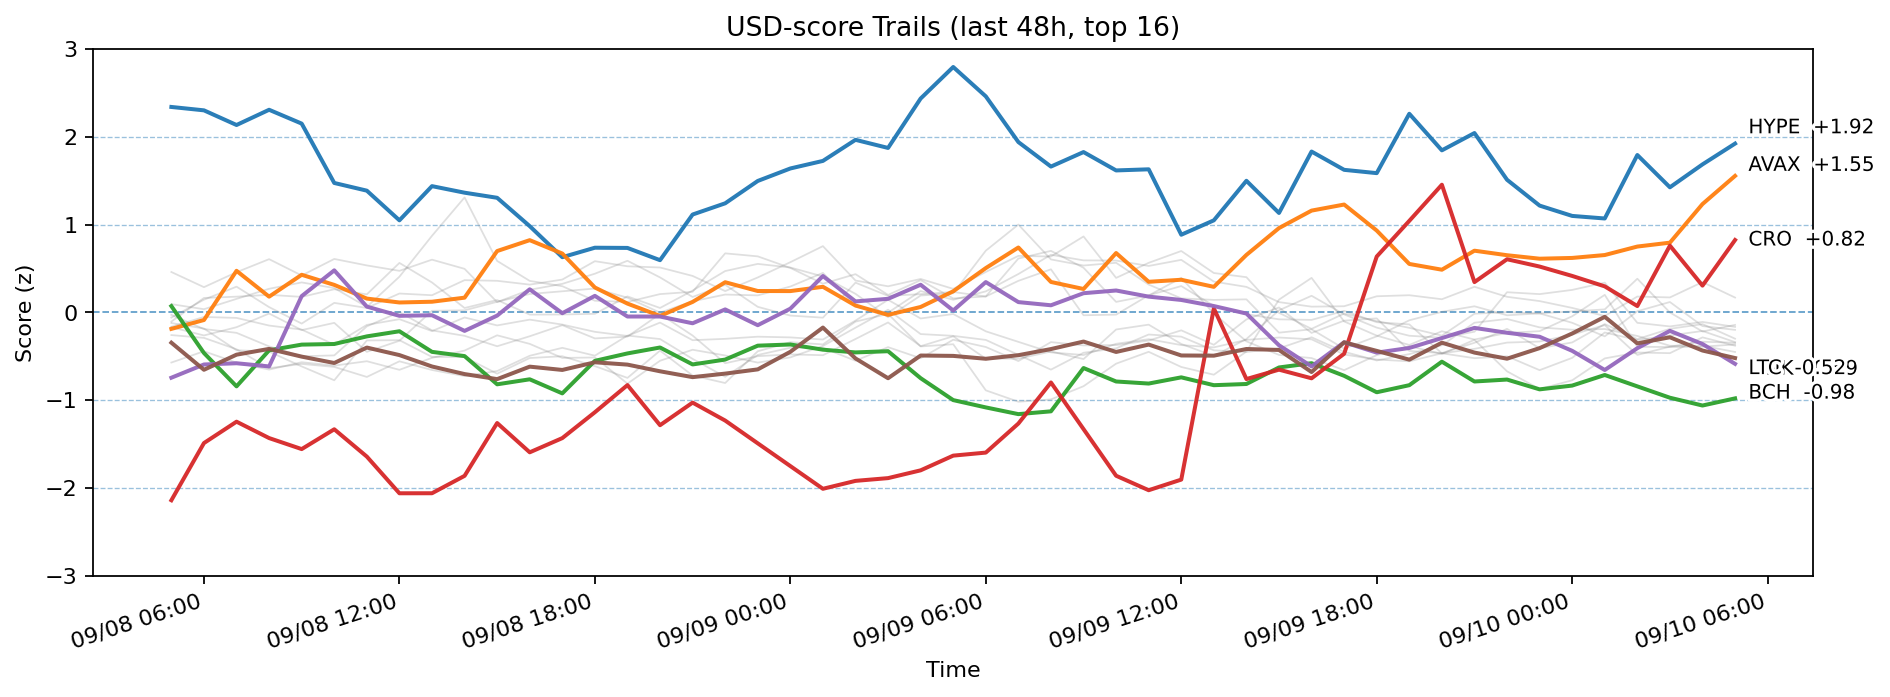 USD-score Trails (last 48h, top 16)
Score (z)
3
2
1
0
−1
−2
−3
HYPE +1.92
AVAX +1.55
CRO +0.82
BCH -0.98
09/08 06:00
09/08 12:00
09/08 18:00
09/09 00:00
09/09 06:00
09/09 12:00
09/09 18:00
09/10 00:00
09/10 06:00
Time